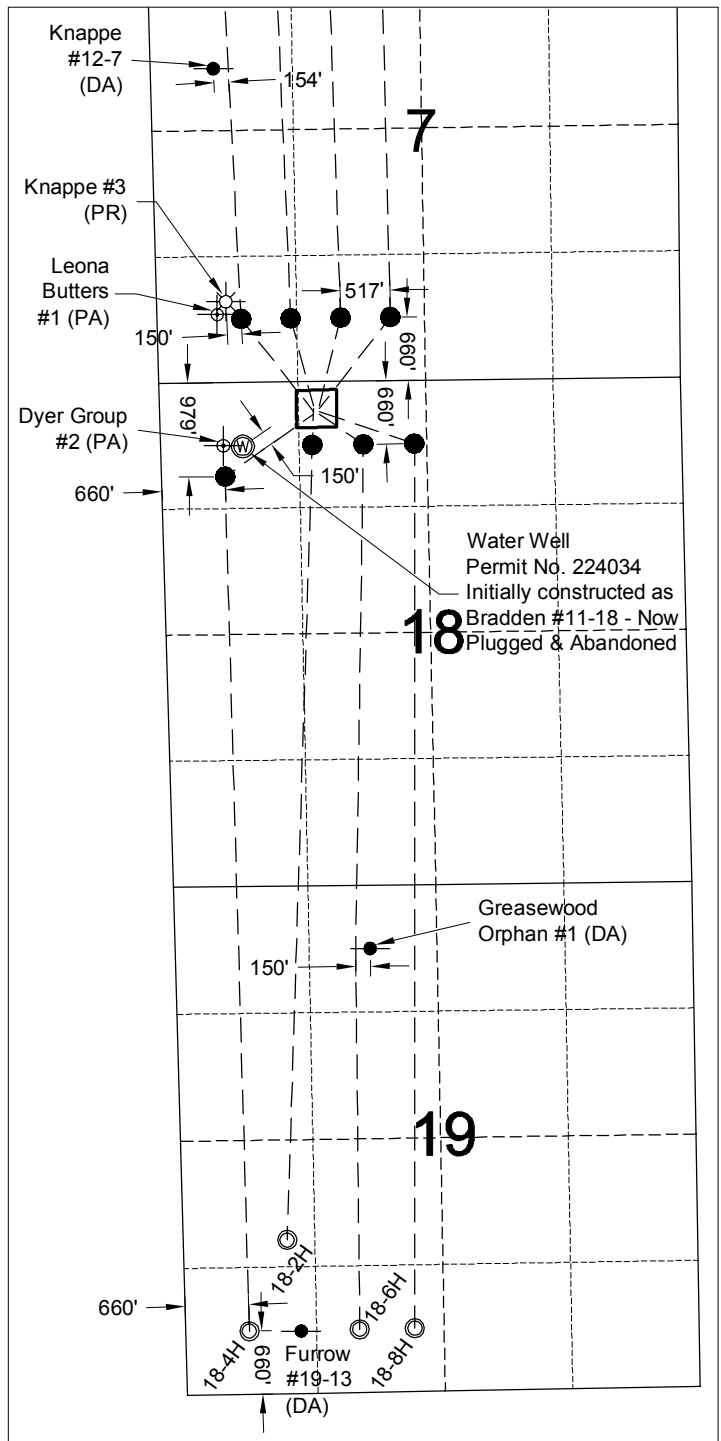 Knappe
#12-7
(DA)
154'
7
Knappe #3
(PR)
Leona
Butters
#1 (PA)
517'
150'
660'
979'
660'
Dyer Group
#2 (PA)
W
150'
660'
Water Well
Permit No. 224034
Initially constructed as
Bradden #11-18 - Now
Plugged & Abandoned
18
Greasewood
Orphan #1 (DA)
150'
19
18-2H
660'
18-4H
660'
Furrow
#19-13
(DA)
18-6H
18-8H